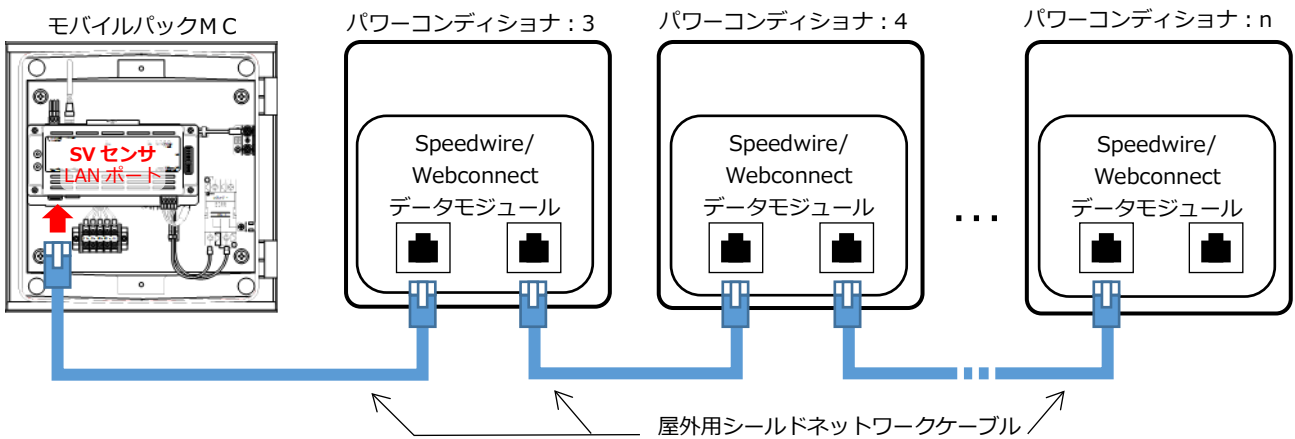 モバイルパックＭＣ
パワーコンディショナ：3
パワーコンディショナ：4
パワーコンディショナ：n
SV センサ
LAN ポート
Speedwire/
Webconnect
データモジュール
Speedwire/
Webconnect
データモジュール
…
Speedwire/
Webconnect
データモジュール
屋外用シールドネットワークケーブル